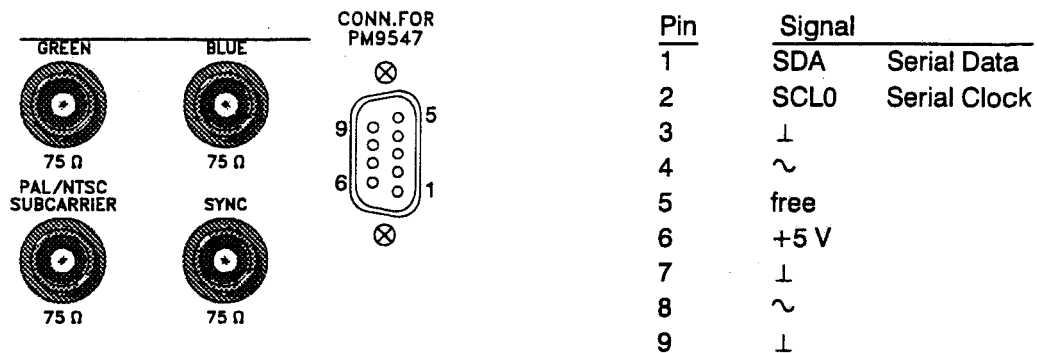 CONN.FOR
PM9547
GREEN
BLUE
75 Ω
75 Ω
PAL/NTSC
SUBCARRIER
SYNC
75 Ω
75 Ω
9
5
6
1
Pin Signal
1 SDA Serial Data
2 SCL0 Serial Clock
3 ⊥
4 ~
5 free
6 +5 V
7 ⊥
8 ~
9 ⊥